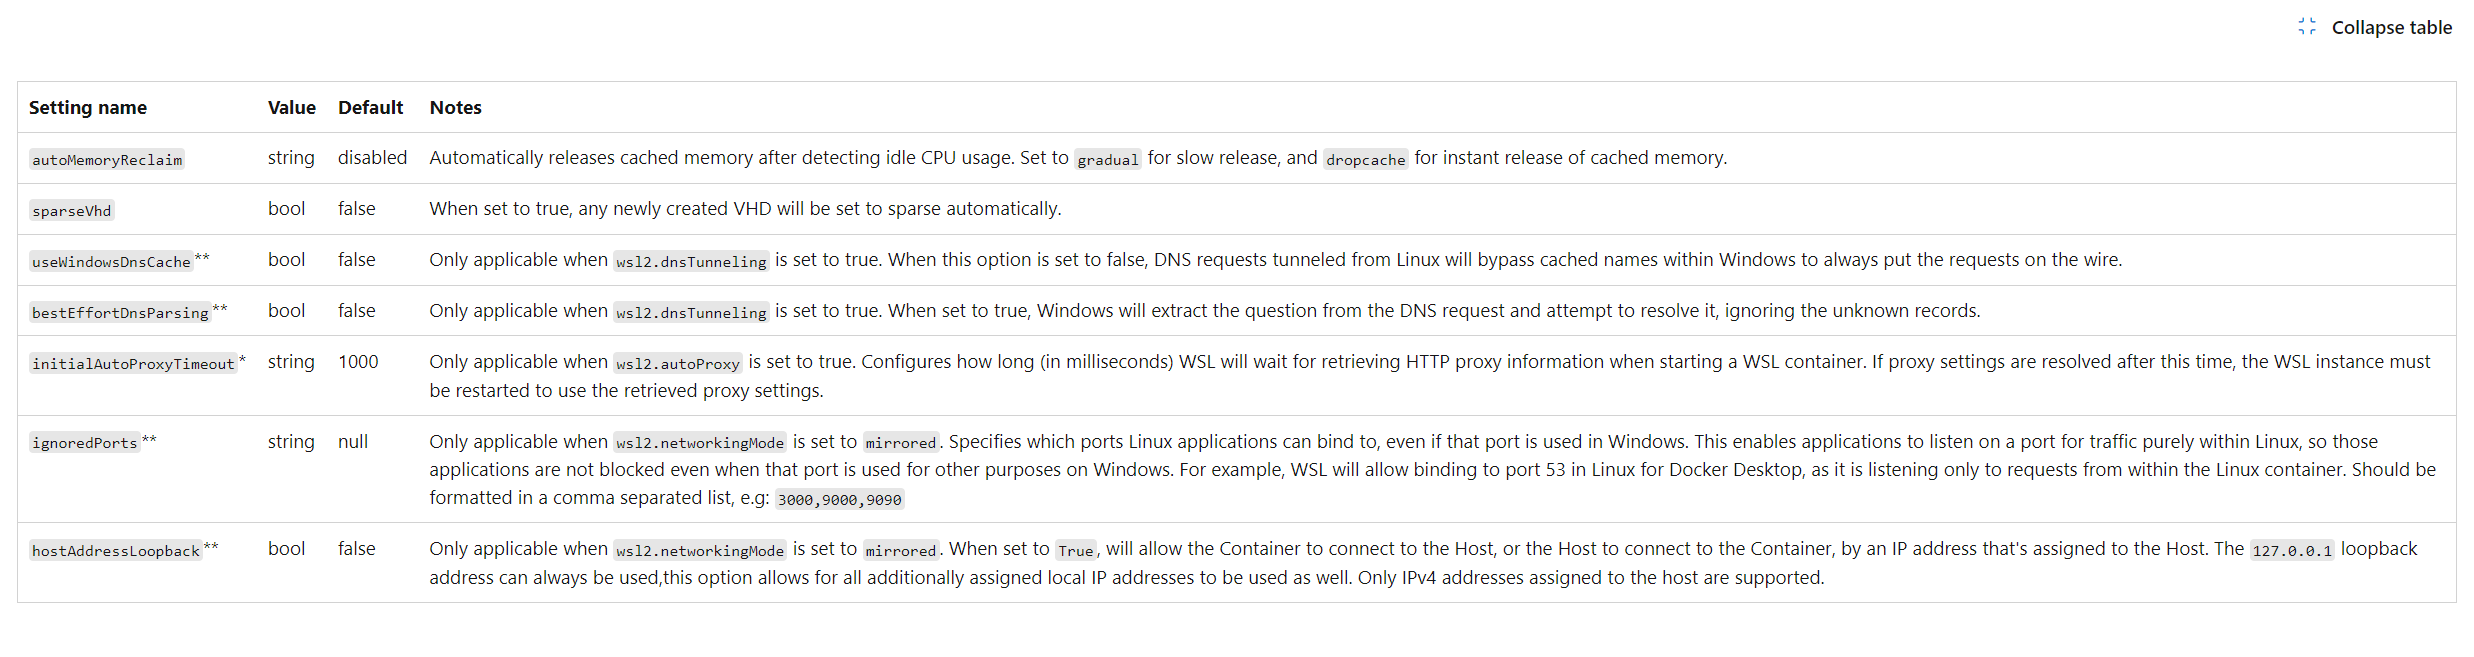 Collapse table
Setting name Value Default Notes
autoMemoryReclaim string disabled Automatically releases cached memory after detecting idle CPU usage. Set to gradual for slow release, and dropcache for instant release of cached memory.
sparseVhd bool false When set to true, any newly created VHD will be set to sparse automatically.
useWindowsDnsCache** bool false Only applicable when wsl2.dnsTunneling is set to true. When this option is set to false, DNS requests tunneled from Linux will bypass cached names within Windows to always put the requests on the wire.
bestEffortDnsParsing** bool false Only applicable when wsl2.dnsTunneling is set to true. When set to true, Windows will extract the question from the DNS request and attempt to resolve it, ignoring the unknown records.
initialAutoProxyTimeout* string 1000 Only applicable when wsl2.autoProxy is set to true. Configures how long (in milliseconds) WSL will wait for retrieving HTTP proxy information when starting a WSL container. If proxy settings are resolved after this time, the WSL instance must
be restarted to use the retrieved proxy settings.
ignoredPorts** string null Only applicable when wsl2.networkingMode is set to mirrored. Specifies which ports Linux applications can bind to, even if that port is used in Windows. This enables applications to listen on a port for traffic purely within Linux, so those
applications are not blocked even when that port is used for other purposes on Windows. For example, WSL will allow binding to port 53 in Linux for Docker Desktop, as it is listening only to requests from within the Linux container. Should be
formatted in a comma separated list, e.g: 3000,9000,9090
hostAddressLoopback** bool false Only applicable when wsl2.networkingMode is set to mirrored. When set to True, will allow the Container to connect to the Host, or the Host to connect to the Container, by an IP address that's assigned to the Host. The 127.0.0.1 loopback
address can always be used,this option allows for all additionally assigned local IP addresses to be used as well. Only IPv4 addresses assigned to the host are supported.